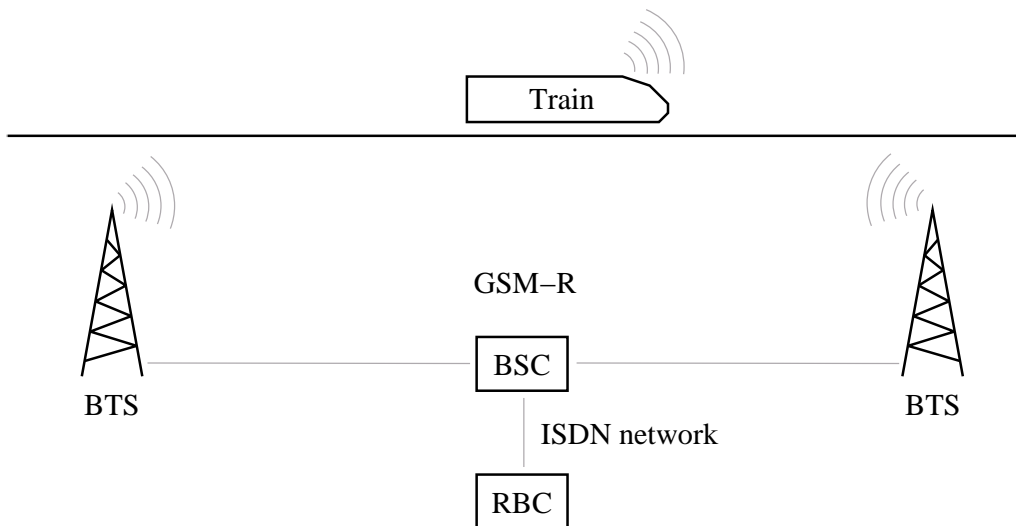 Train
GSM–R
BSC
BTS
BTS
ISDN network
RBC